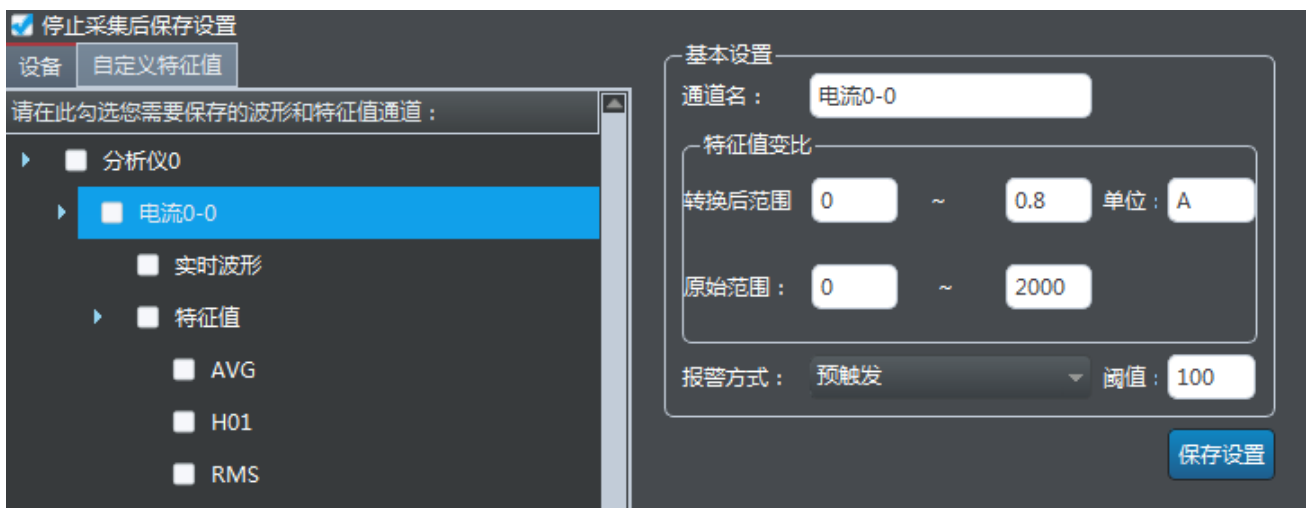 停止采集后保存设置
设备 自定义特征值
请在此勾选您需要保存的波形和特征值通道：
分析仪0
电流0-0
实时波形
特征值
AVG
H01
RMS
基本设置
通道名： 电流0-0
特征值变比
转换后范围 0 ~ 0.8 单位： A
原始范围： 0 ~ 2000
报警方式： 预触发 阈值： 100
保存设置